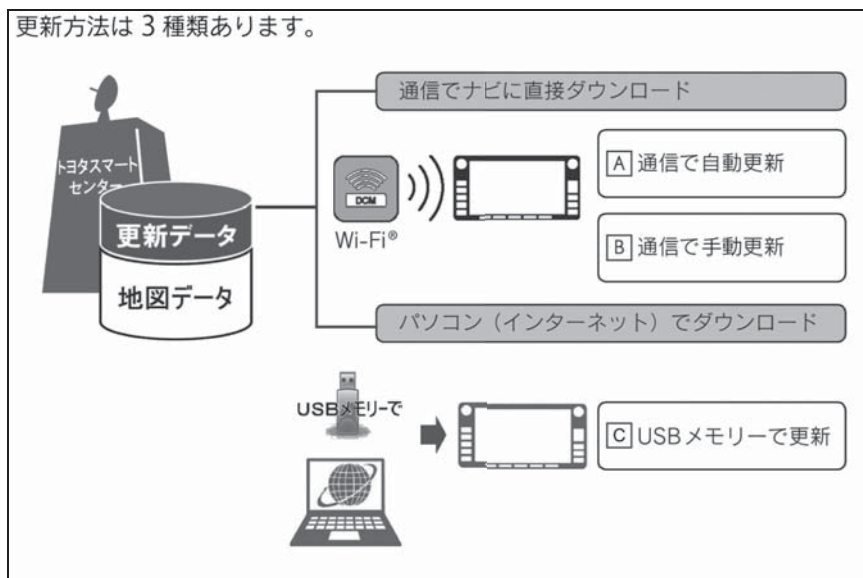 更新方法は3種類あります。
通信でナビに直接ダウンロード
トヨタスマート
センター
更新データ
地図データ
DCM
Wi-Fi®
A 通信で自動更新
B 通信で手動更新
パソコン（インターネット）でダウンロード
USBメモリーで
C USBメモリーで更新